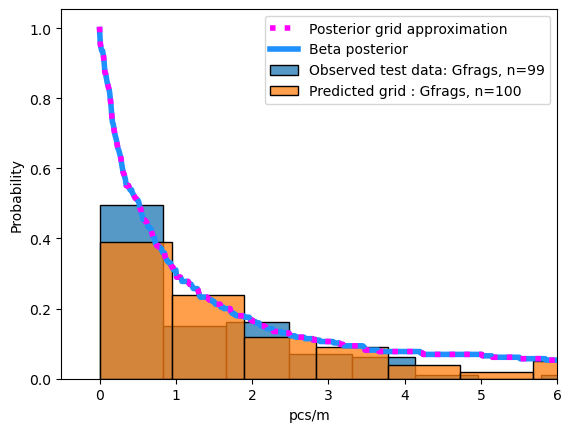 Posterior grid approximation
Beta posterior
Observed test data: Gfrags, n=99
Predicted grid : Gfrags, n=100
1.0
0.8
0.6
0.4
0.2
0.0
Probability
0
1
2
3
4
5
6
pcs/m